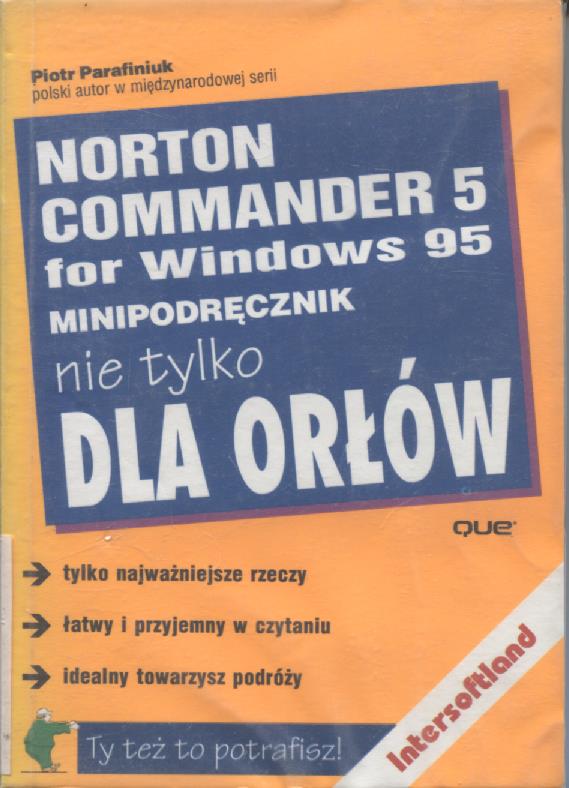 Piotr Parafiniuk
polski autor w międzynarodowej serii
NORTON
COMMANDER 5
for Windows 95
MINIPODRĘCZNIK
nie tylko
DLA ORŁÓW
QUE®
tylko najważniejsze rzeczy
łatwy i przyjemny w czytaniu
idealny towarzysz podróży
Ty też to potrafisz!
Intersoftland